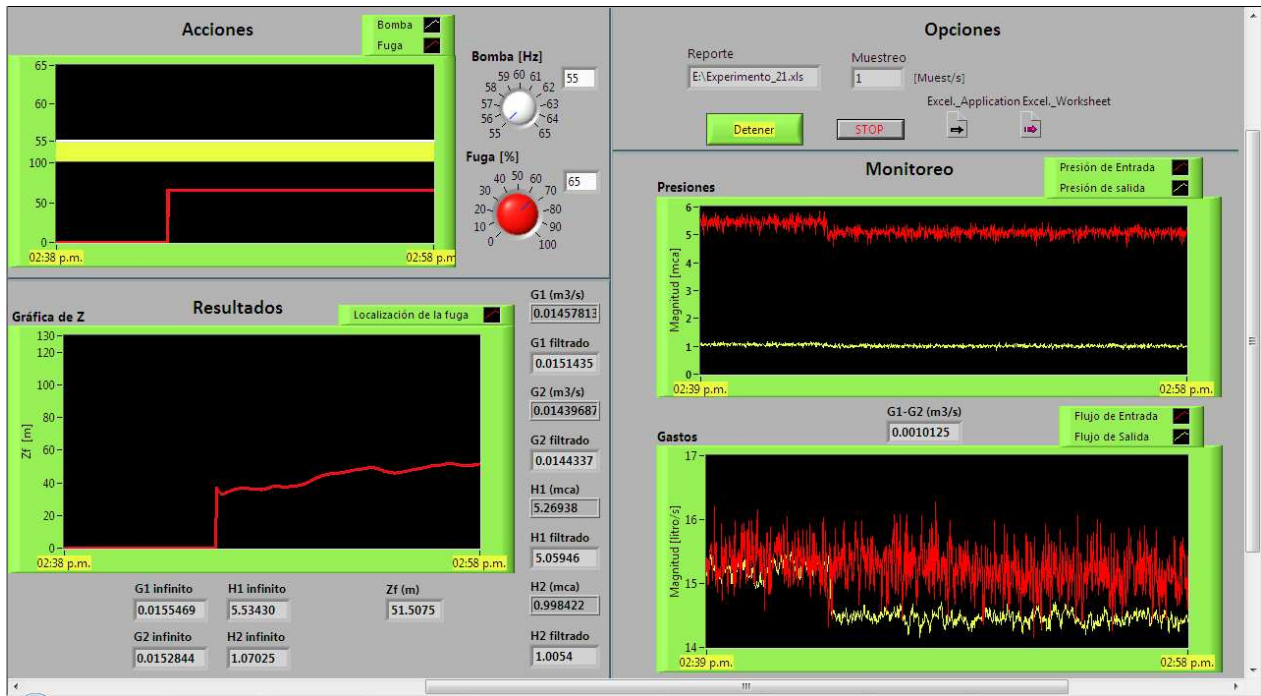 Acciones
Bomba
Fuga
65-
60-
55-
100-
50-
0-
02:38 p.m.
02:58 p.m
Bomba [Hz]
55
55 56 57 58 59 60 61 62 63 64 65
Fuga [%]
65
0 10 20 30 40 50 60 70 80 90 100
Opciones
Reporte
E:\Experimento_21.xls
Muestreo
1 [Muest/s]
Detener
STOP
Excel._Application Excel._Worksheet
Monitoreo
Presión de Entrada
Presión de salida
Presiones
Magnitud [mca]
6-
5-
4-
3-
2-
1-
0-
02:39 p.m.
02:58 p.m.
Resultados
Gráfica de Z
Localización de la fuga
Zf [m]
130-
120-
100-
80-
60-
40-
20-
0-
02:38 p.m.
02:58 p.m.
G1 (m3/s)
0.01457813
G1 filtrado
0.0151435
G2 (m3/s)
0.01439687
G2 filtrado
0.0144337
H1 (mca)
5.26938
H1 filtrado
5.05946
H2 (mca)
0.998422
H2 filtrado
1.0054
G1 infinito
0.0155469
H1 infinito
5.53430
Zf (m)
51.5075
G2 infinito
0.0152844
H2 infinito
1.07025
G1-G2 (m3/s)
0.0010125
Flujo de Entrada
Flujo de Salida
Gastos
Magnitud [litro/s]
17-
16-
15-
14-
02:39 p.m.
02:58 p.m.